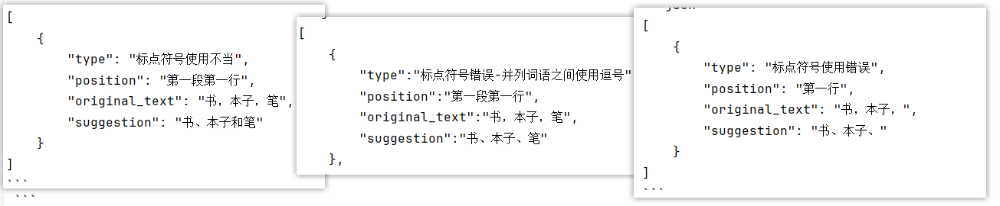 [
    {
        "type": "标点符号使用不当",
        "position": "第一段第一行",
        "original_text": "书，本子，笔",
        "suggestion": "书、本子和笔"
    }
]
```
```
[
    {
        "type":"标点符号错误-并列词语之间使用逗号"
        "position":"第一段第一行",
        "original_text":"书，本子，笔",
        "suggestion":"书、本子、笔"
    },
json
[
    {
        "type": "标点符号使用错误",
        "position": "第一行",
        "original_text": "书，本子，",
        "suggestion": "书、本子、"
    }
]
```